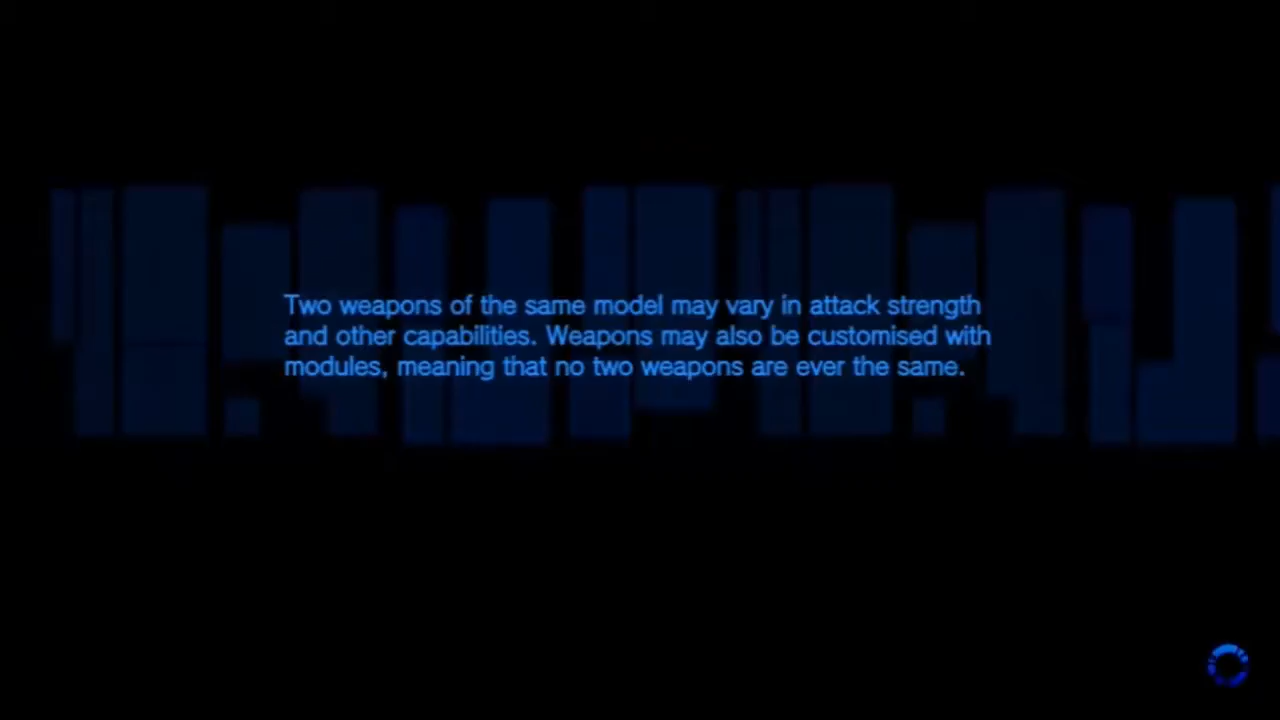 Two weapons of the same model may vary in attack strength
and other capabilities. Weapons may also be customised with
modules, meaning that no two weapons are ever the same.